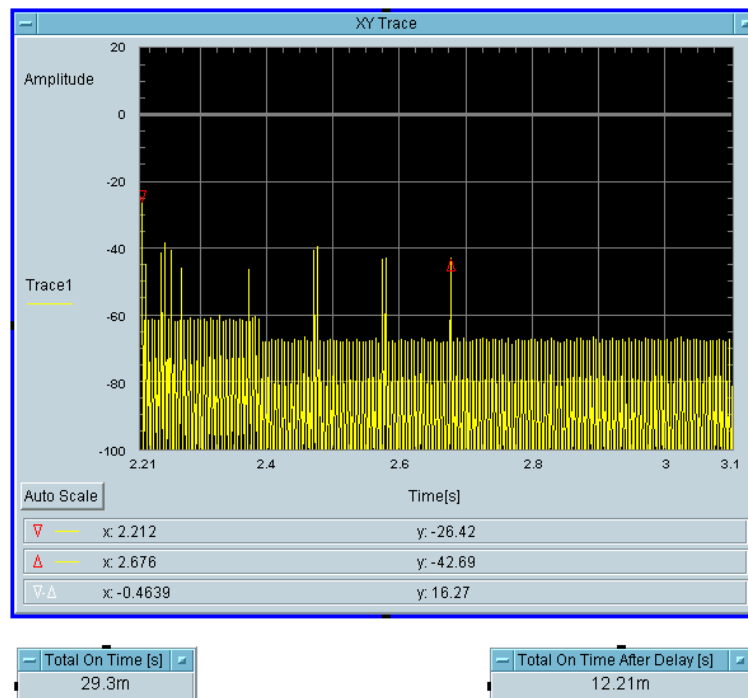 XY Trace
20
Amplitude
0
-20
-40
Trace1
-60
-80
-100
2.21 2.4 2.6 2.8 3 3.1
Auto Scale Time[s]
x: 2.212 y: -26.42
x: 2.676 y: -42.69
x: -0.4639 y: 16.27
Total On Time [s] Total On Time After Delay [s]
29.3m 12.21m